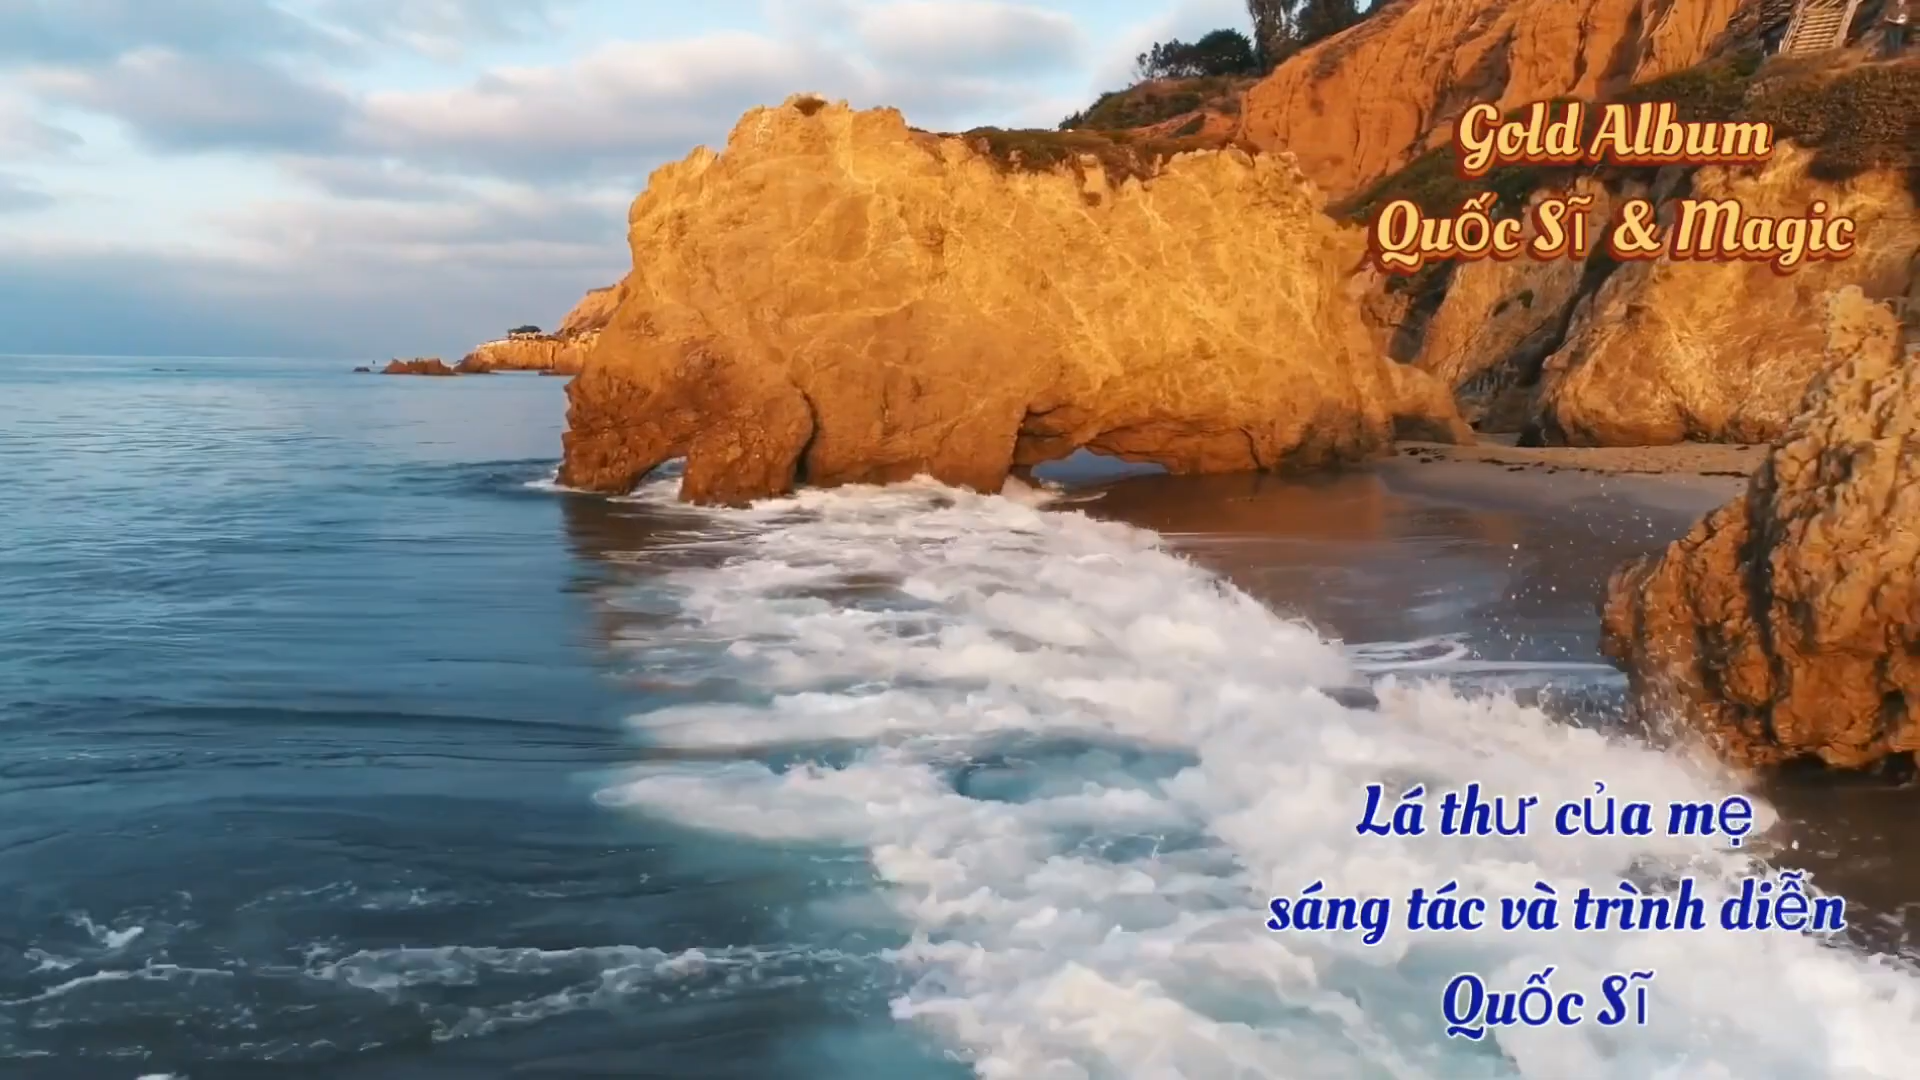 Gold Album
Quốc Sĩ & Magic
Lá thư của mẹ
sáng tác và trình diễn
Quốc Sĩ